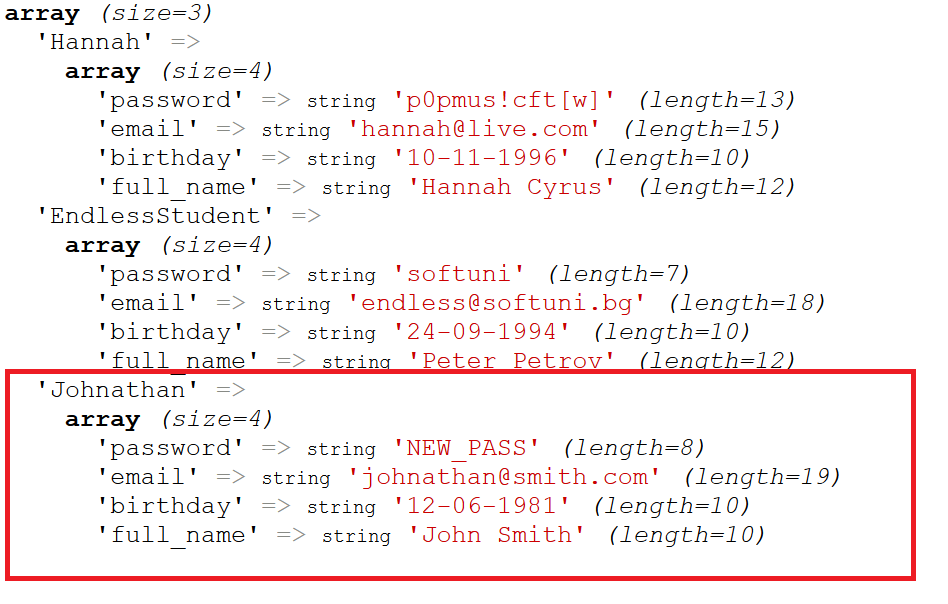 array (size=3)
'Hannah' =>
array (size=4)
'password' => string 'p0pmus!cft[w]' (length=13)
'email' => string 'hannah@live.com' (length=15)
'birthday' => string '10-11-1996' (length=10)
'full_name' => string 'Hannah Cyrus' (length=12)
'EndlessStudent' =>
array (size=4)
'password' => string 'softuni' (length=7)
'email' => string 'endless@softuni.bg' (length=18)
'birthday' => string '24-09-1994' (length=10)
'full_name' => string 'Peter Petrov' (length=12)
'Johnathan' =>
array (size=4)
'password' => string 'NEW_PASS' (length=8)
'email' => string 'johnathan@smith.com' (length=19)
'birthday' => string '12-06-1981' (length=10)
'full_name' => string 'John Smith' (length=10)